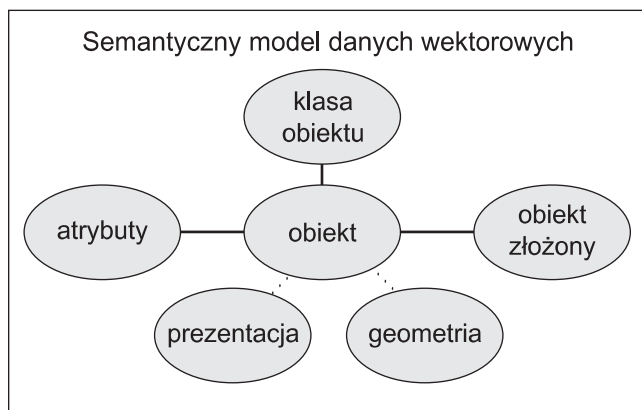 Semantyczny model danych wektorowych
klasa
obiektu
atrybuty
obiekt
obiekt
złożony
prezentacja
geometria